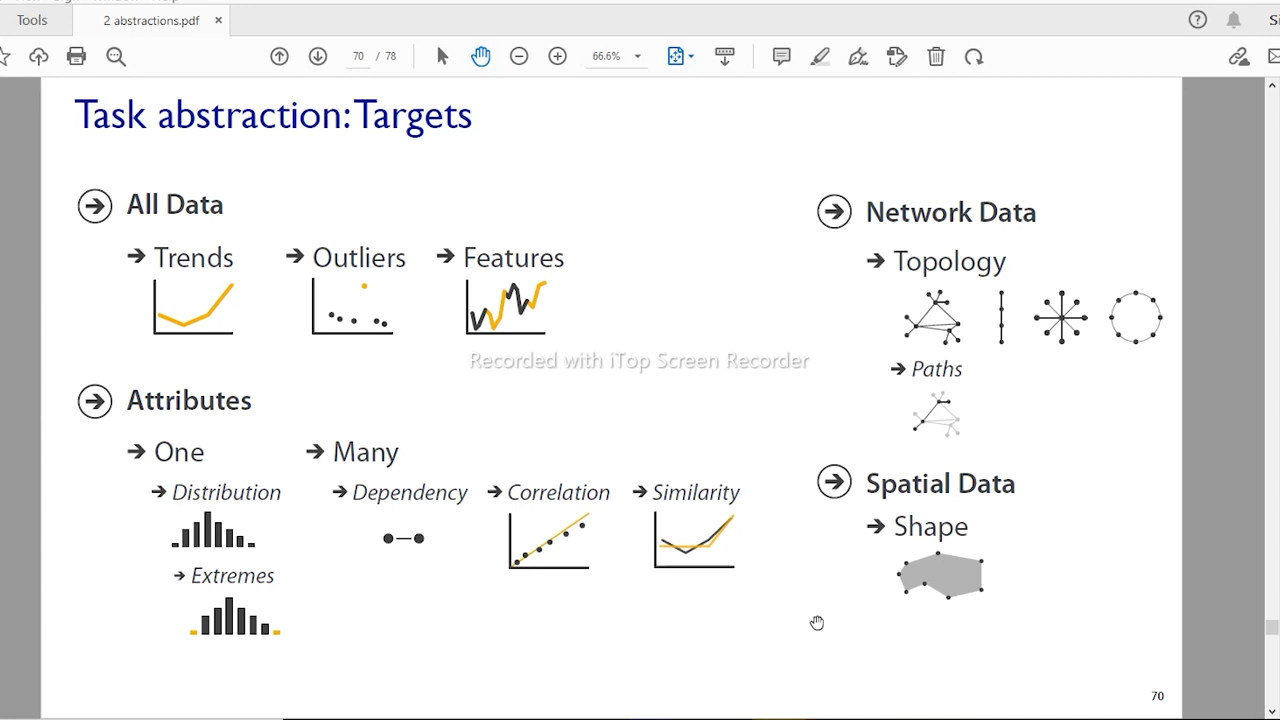 Tools
2 abstractions.pdf ×
70 / 78
66.6%
Task abstraction: Targets
All Data
Trends
Outliers
Features
Attributes
One
Distribution
Extremes
Many
Dependency
Correlation
Similarity
Network Data
Topology
Paths
Spatial Data
Shape
Recorded with iTop Screen Recorder
70